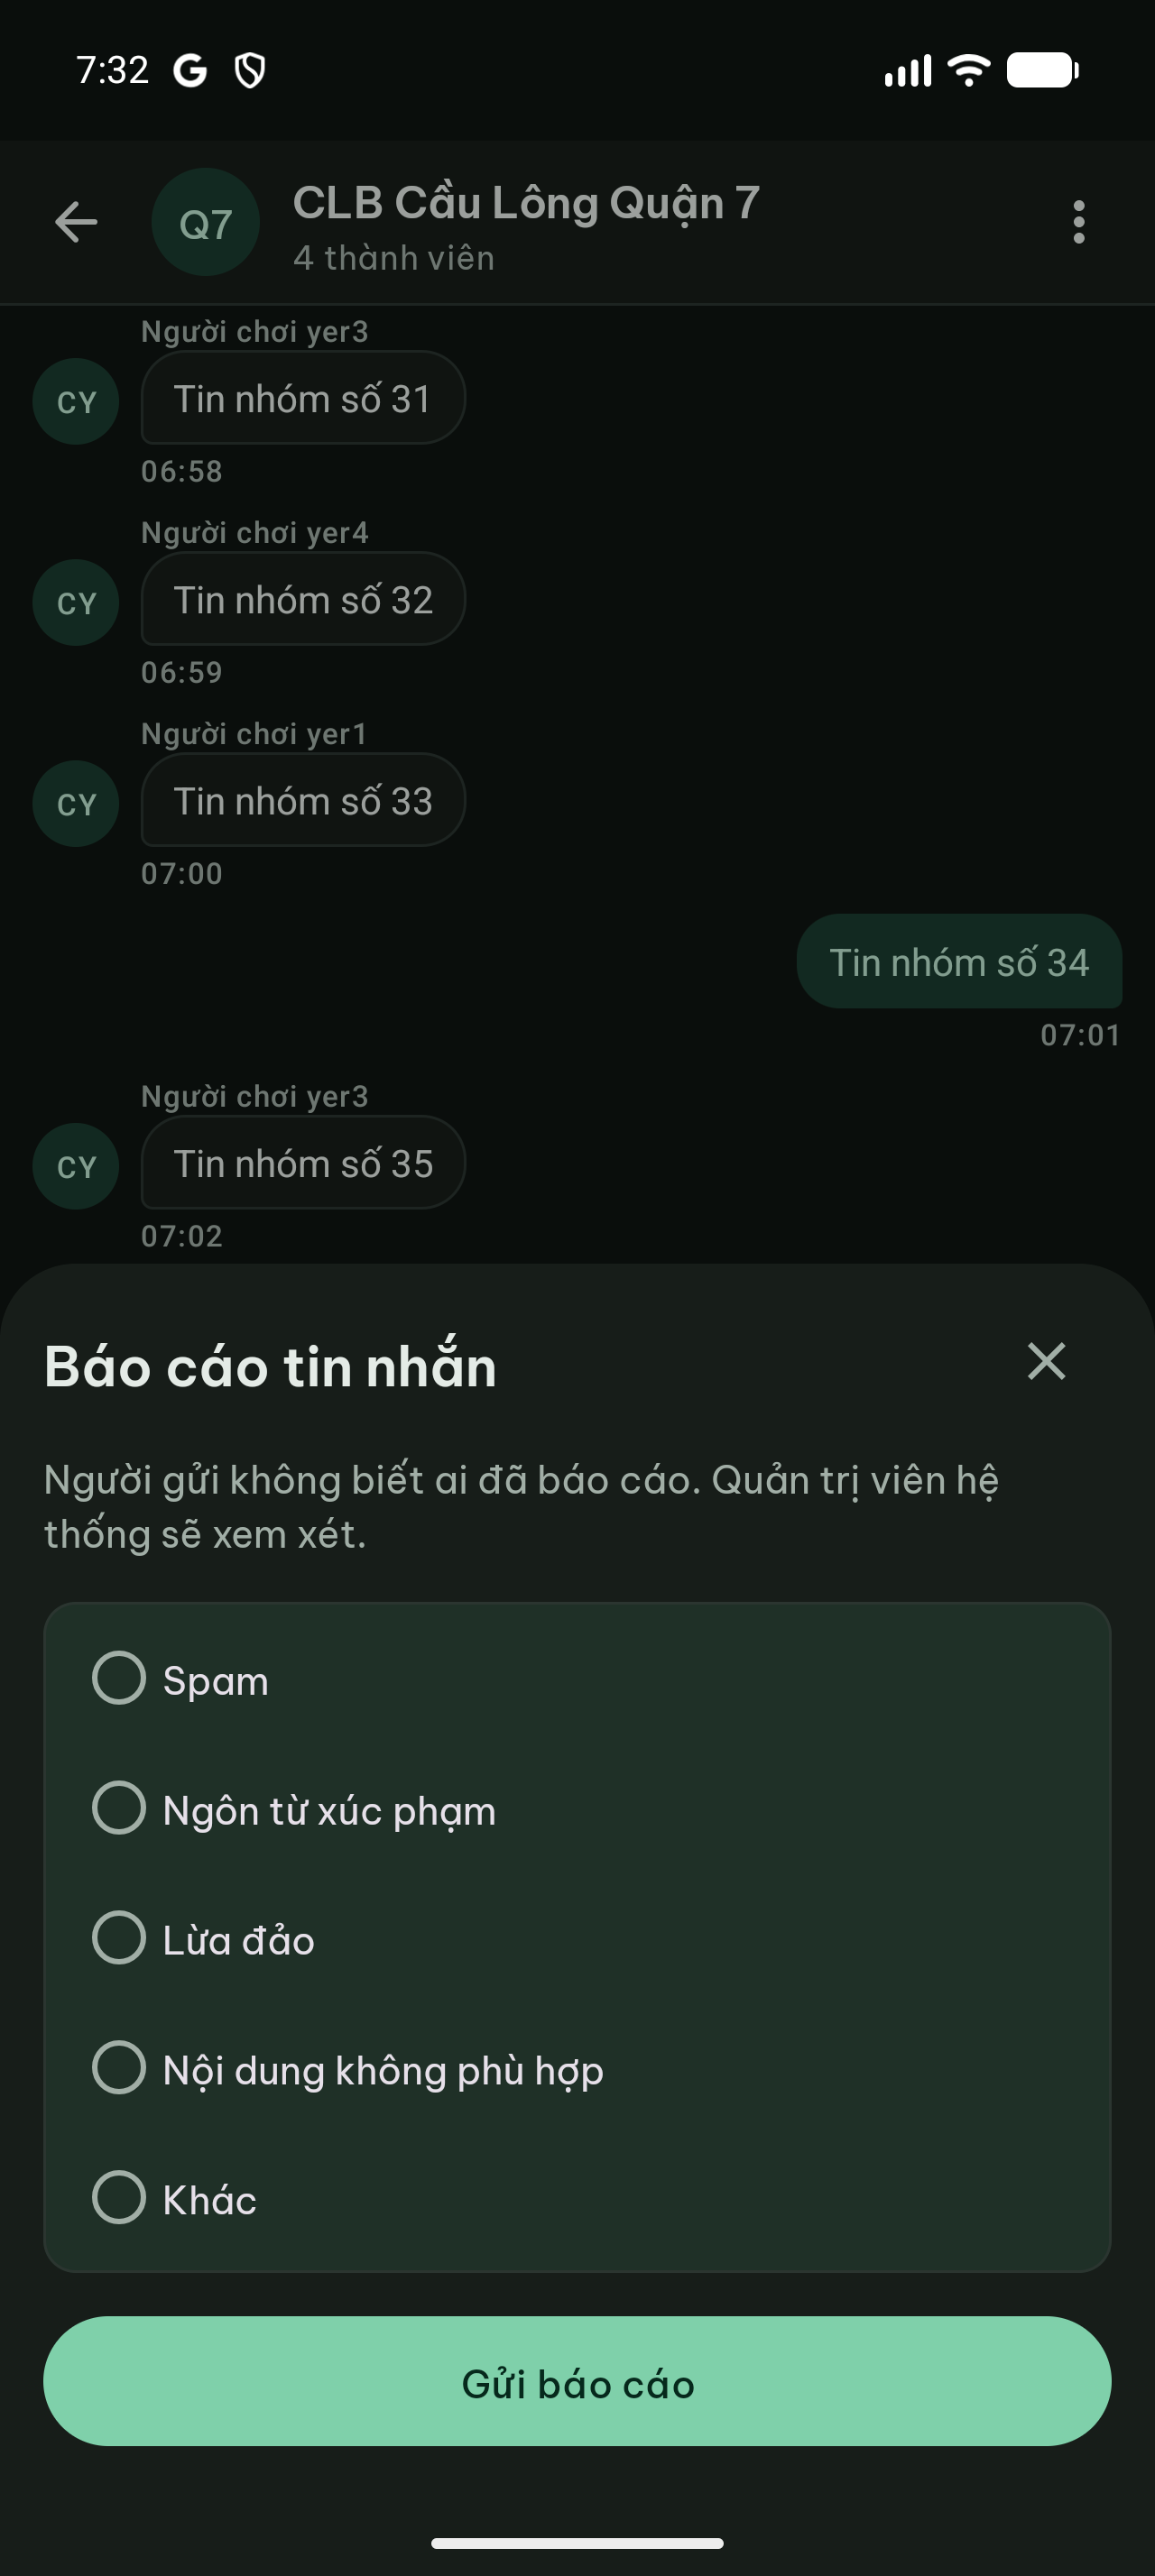 7:32
Q7
CLB Cầu Lông Quận 7
4 thành viên
Người chơi yer3
CY
Tin nhóm số 31
06:58
Người chơi yer4
CY
Tin nhóm số 32
06:59
Người chơi yer1
CY
Tin nhóm số 33
07:00
Tin nhóm số 34
07:01
Người chơi yer3
CY
Tin nhóm số 35
07:02
Báo cáo tin nhắn
Người gửi không biết ai đã báo cáo. Quản trị viên hệ
thống sẽ xem xét.
Spam
Ngôn từ xúc phạm
Lừa đảo
Nội dung không phù hợp
Khác
Gửi báo cáo